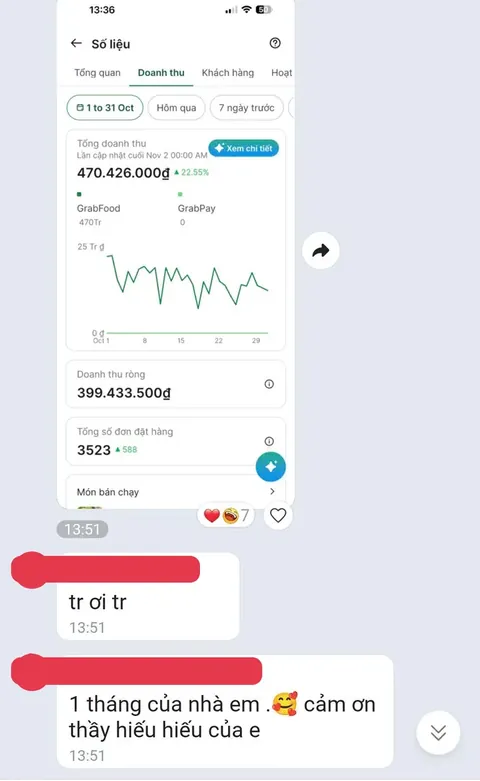 13:36
58
Số liệu
Tổng quan Doanh thu Khách hàng Hoạt
1 to 31 Oct Hôm qua 7 ngày trước
Tổng doanh thu
Lần cập nhật cuối Nov 2 00:00 AM
Xem chi tiết
470.426.000₫ 22.55%
GrabFood GrabPay
470Tr 0
25 Tr ₫
0 ₫
Oct 1 8 15 22 29
Doanh thu ròng
399.433.500₫
Tổng số đơn đặt hàng
3523 588
Món bán chạy
7
13:51
tr ơi tr
13:51
1 tháng của nhà em .🥰 cảm ơn
thầy hiếu hiếu của e
13:51